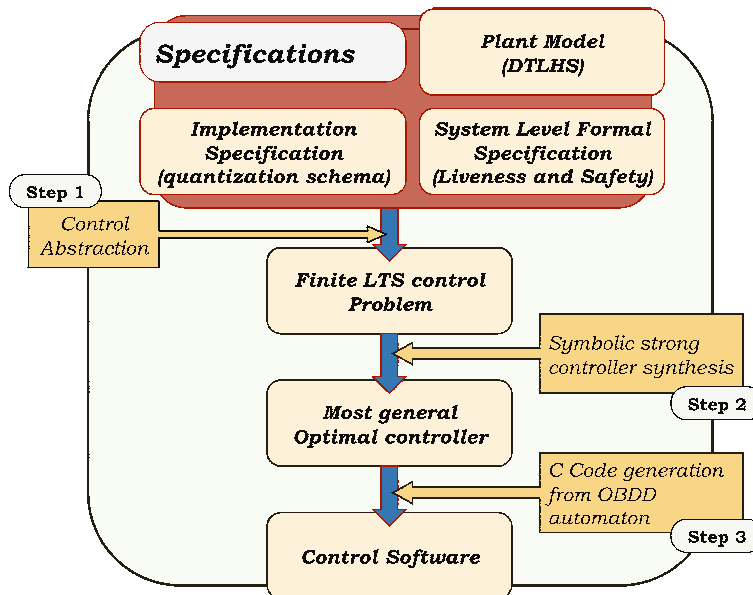 Specifications
Plant Model
(DTLHS)
Implementation
Specification
(quantization schema)
System Level Formal
Specification
(Liveness and Safety)
Step 1
Control
Abstraction
Finite LTS control
Problem
Symbolic strong
controller synthesis
Step 2
Most general
Optimal controller
C Code generation
from OBDD
automaton
Step 3
Control Software